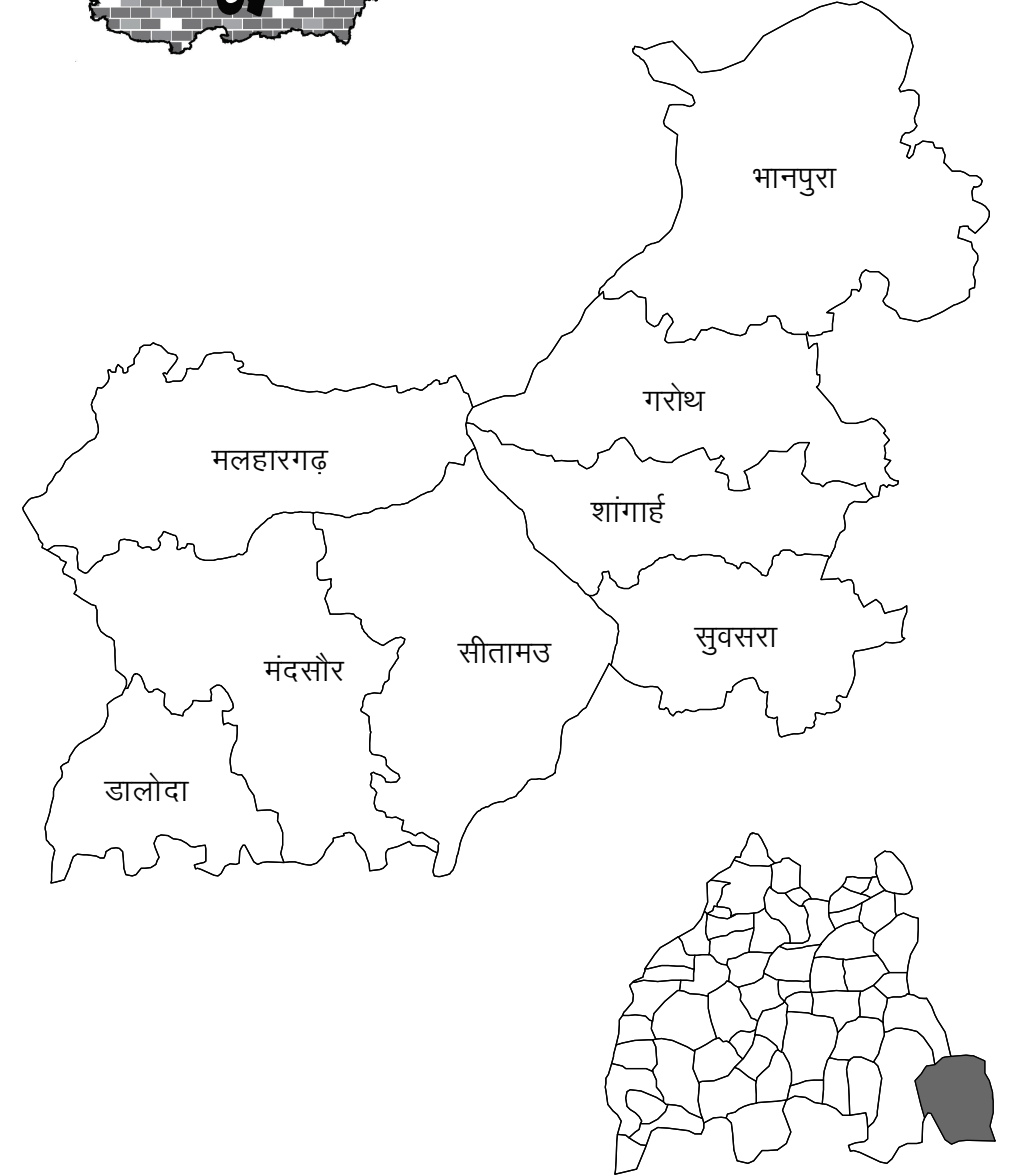 भानपुरा
गरोथ
मलहारगढ़
शांगार्ह
सुवसरा
सीतामउ
मंदसौर
डालोदा